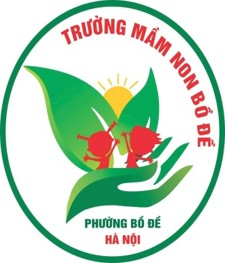 TRƯỜNG MẦM NON BỒ ĐỀ
PHƯỜNG BỒ ĐỀ
HÀ NỘI